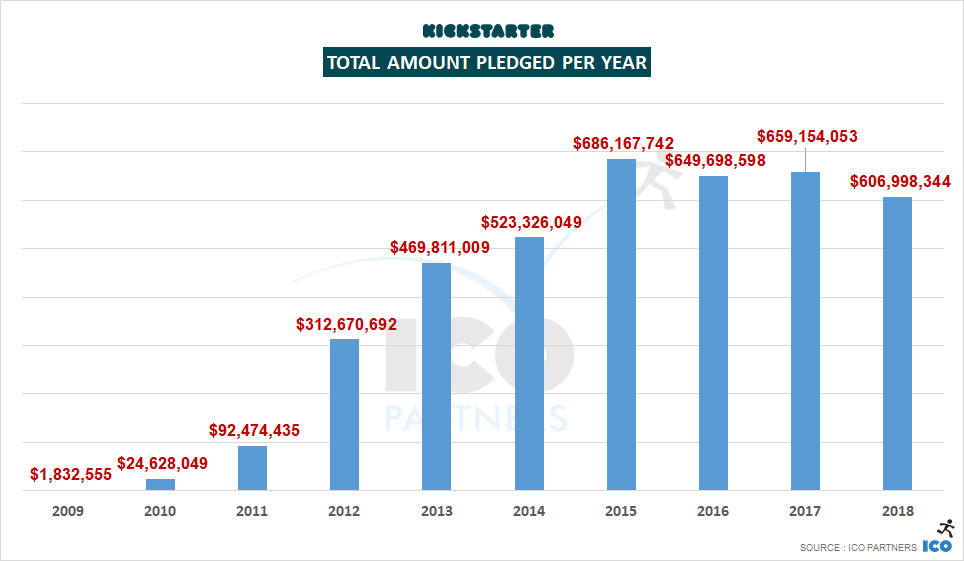 KICKSTARTER
TOTAL AMOUNT PLEDGED PER YEAR
$1,832,555
$24,628,049
$92,474,435
$312,670,692
$469,811,009
$523,326,049
$686,167,742
$649,698,598
$659,154,053
$606,998,344
ICO
PARTNERS
2009 2010 2011 2012 2013 2014 2015 2016 2017 2018
SOURCE : ICO PARTNERS ICO